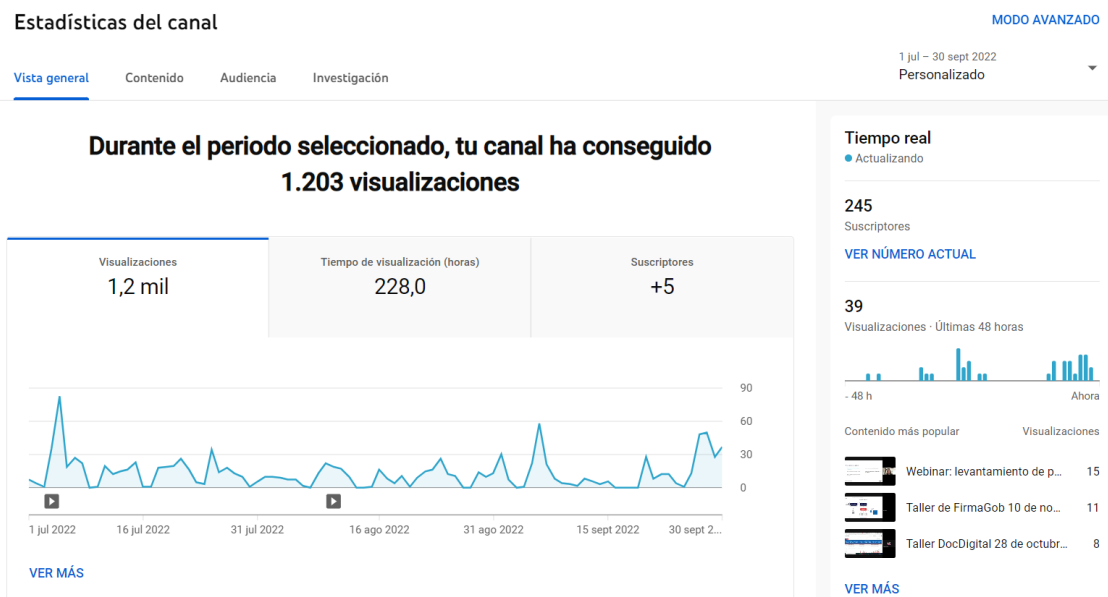 Estadísticas del canal
MODO AVANZADO
Vista general
Contenido
Audiencia
Investigación
1 jul – 30 sept 2022
Personalizado
Durante el periodo seleccionado, tu canal ha conseguido
1.203 visualizaciones
Visualizaciones
1,2 mil
Tiempo de visualización (horas)
228,0
Suscriptores
+5
90
60
30
0
1 jul 2022
16 jul 2022
31 jul 2022
16 ago 2022
31 ago 2022
15 sept 2022
30 sept 2...
VER MÁS
Tiempo real
Actualizando
245
Suscriptores
VER NÚMERO ACTUAL
39
Visualizaciones · Últimas 48 horas
- 48 h
Ahora
Contenido más popular
Visualizaciones
Webinar: levantamiento de p... 15
Taller de FirmaGob 10 de no... 11
Taller DocDigital 28 de octubr... 8
VER MÁS